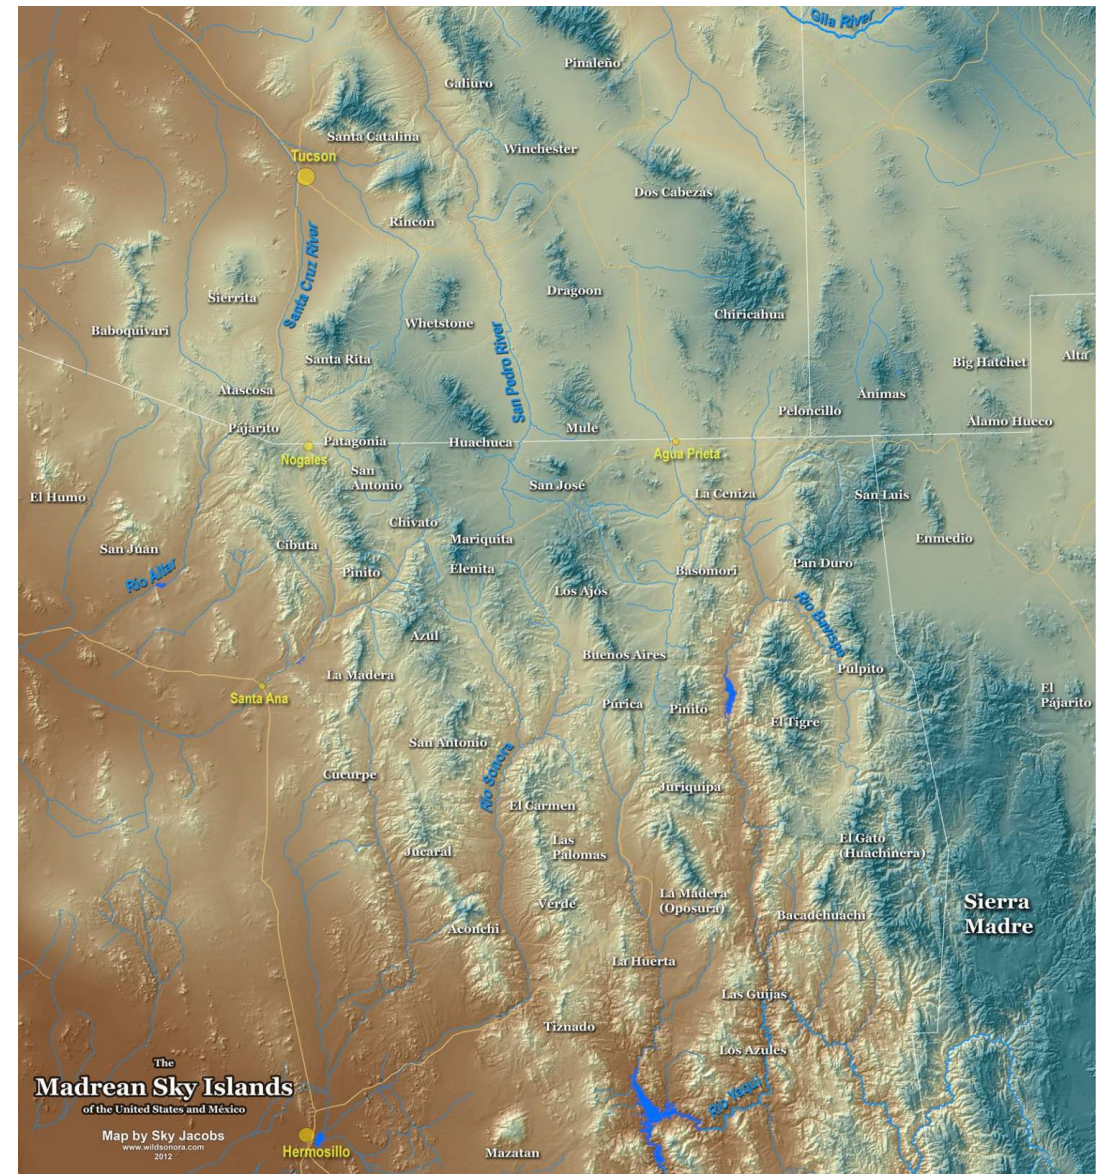 Gila River
Pinaleño
Galiuro
Santa Catalina
Winchester
Tucson
Dos Cabezas
Rincon
Santa Cruz River
Dragoon
Sierrita
Chiricahua
Whetstone
Baboquivari
San Pedro River
Santa Rita
Alta
Big Hatchet
Atascosa
Ánimas
Peloncillo
Álamo Hueco
Pájarito
Mule
Patagonia
Huachuca
Nogales
Agua Prieta
San
Antonio
San José
La Ceniza
San Luis
El Humo
Chivato
Enmedio
Mariquita
Cibuta
San Juan
Elenita
Pinito
Basomori
Pan Duro
Río Altar
Los Ajos
Río Bavispe
Azul
Buenos Aires
Púlpito
La Madera
Santa Ana
El
Pájarito
Púrica
Pinito
El Tigre
San Antonio
Río Sonora
Cucurpe
Juriquipa
El Carmen
Las
Palomas
El Gato
(Huachinera)
Jucaral
La Madera
(Oposura)
Verde
Sierra
Madre
Bacadéhuachi
Aconchi
La Huerta
Las Guijas
Tiznado
Los Azules
Río Yaqui
The
Madrean Sky Islands
of the United States and México
Map by Sky Jacobs
www.wildsonora.com
2012
Hermosillo
Mazatan